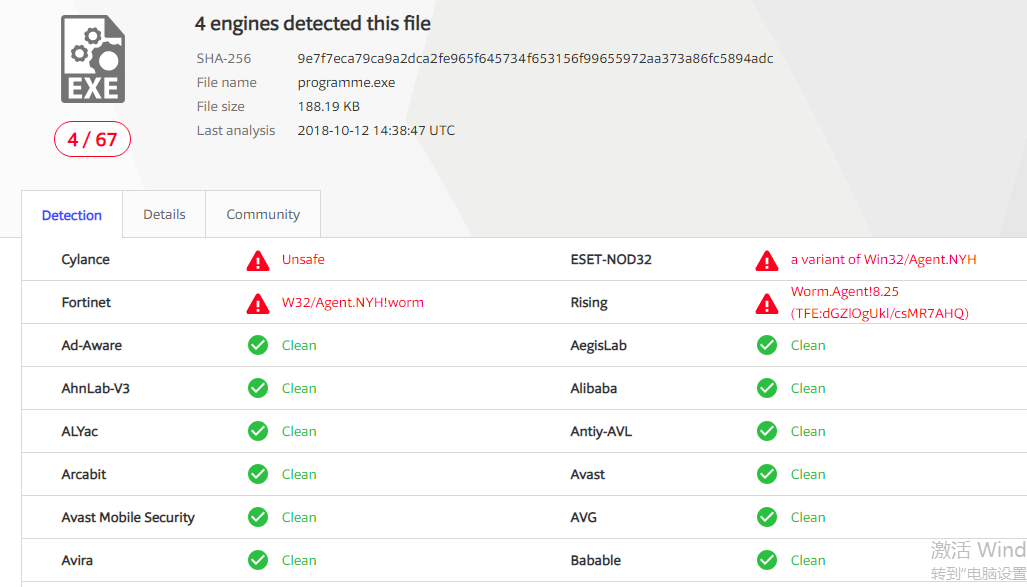 4 engines detected this file
SHA-256 9e7f7eca79ca9a2dca2fe965f645734f653156f99655972aa373a86fc5894adc
File name programme.exe
File size 188.19 KB
Last analysis 2018-10-12 14:38:47 UTC
EXE
4 / 67
Detection Details Community
Cylance Unsafe ESET-NOD32 a variant of Win32/Agent.NYH
Fortinet W32/Agent.NYH!worm Rising Worm.Agent!8.25
(TFE:dGZlOgUkl/csMR7AHQ)
Ad-Aware Clean AegisLab Clean
AhnLab-V3 Clean Alibaba Clean
ALYac Clean Antiy-AVL Clean
Arcabit Clean Avast Clean
Avast Mobile Security Clean AVG Clean
Avira Clean Babable Clean
激活 Wind
转到"电脑设置